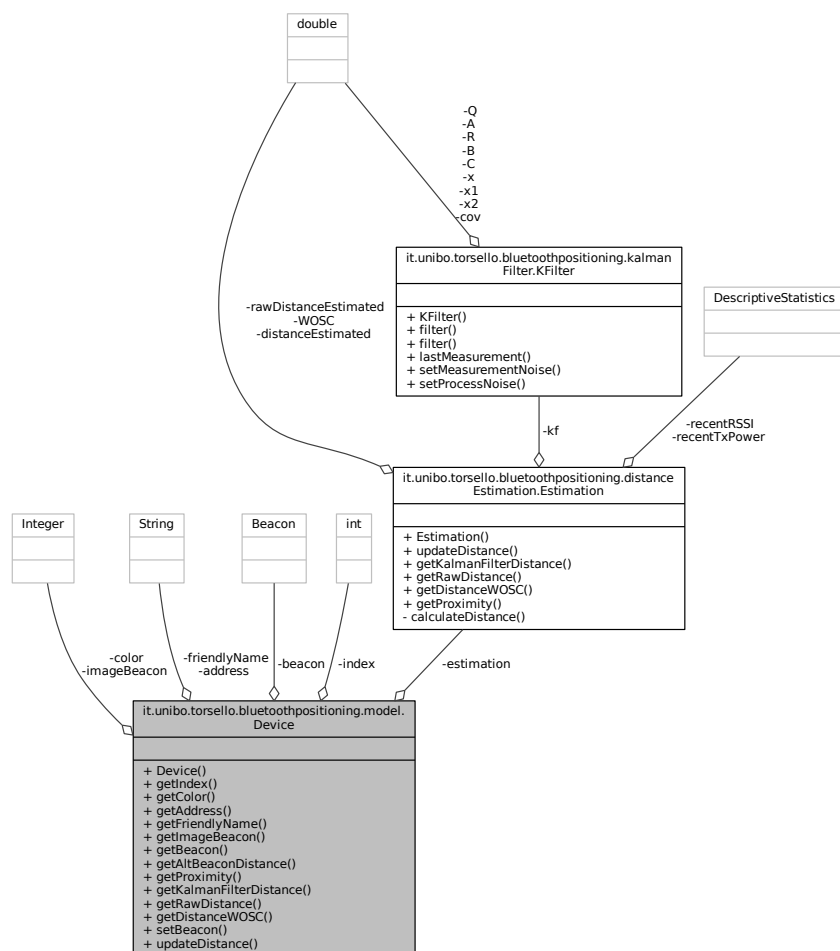 double
-Q
-A
-R
-B
-C
-x
-x1
-x2
-cov
it.unibo.torsello.bluetoothpositioning.kalman
Filter.KFilter
+ KFilter()
+ filter()
+ filter()
+ lastMeasurement()
+ setMeasurementNoise()
+ setProcessNoise()
DescriptiveStatistics
-rawDistanceEstimated
-WOSC
-distanceEstimated
-kf
-recentRSSI
-recentTxPower
it.unibo.torsello.bluetoothpositioning.distance
Estimation.Estimation
+ Estimation()
+ updateDistance()
+ getKalmanFilterDistance()
+ getRawDistance()
+ getDistanceWOSC()
+ getProximity()
- calculateDistance()
Integer
String
Beacon
int
-color
-imageBeacon
-friendlyName
-address
-beacon
-index
-estimation
it.unibo.torsello.bluetoothpositioning.model.
Device
+ Device()
+ getIndex()
+ getColor()
+ getAddress()
+ getFriendlyName()
+ getImageBeacon()
+ getBeacon()
+ getAltBeaconDistance()
+ getProximity()
+ getKalmanFilterDistance()
+ getRawDistance()
+ getDistanceWOSC()
+ setBeacon()
+ updateDistance()